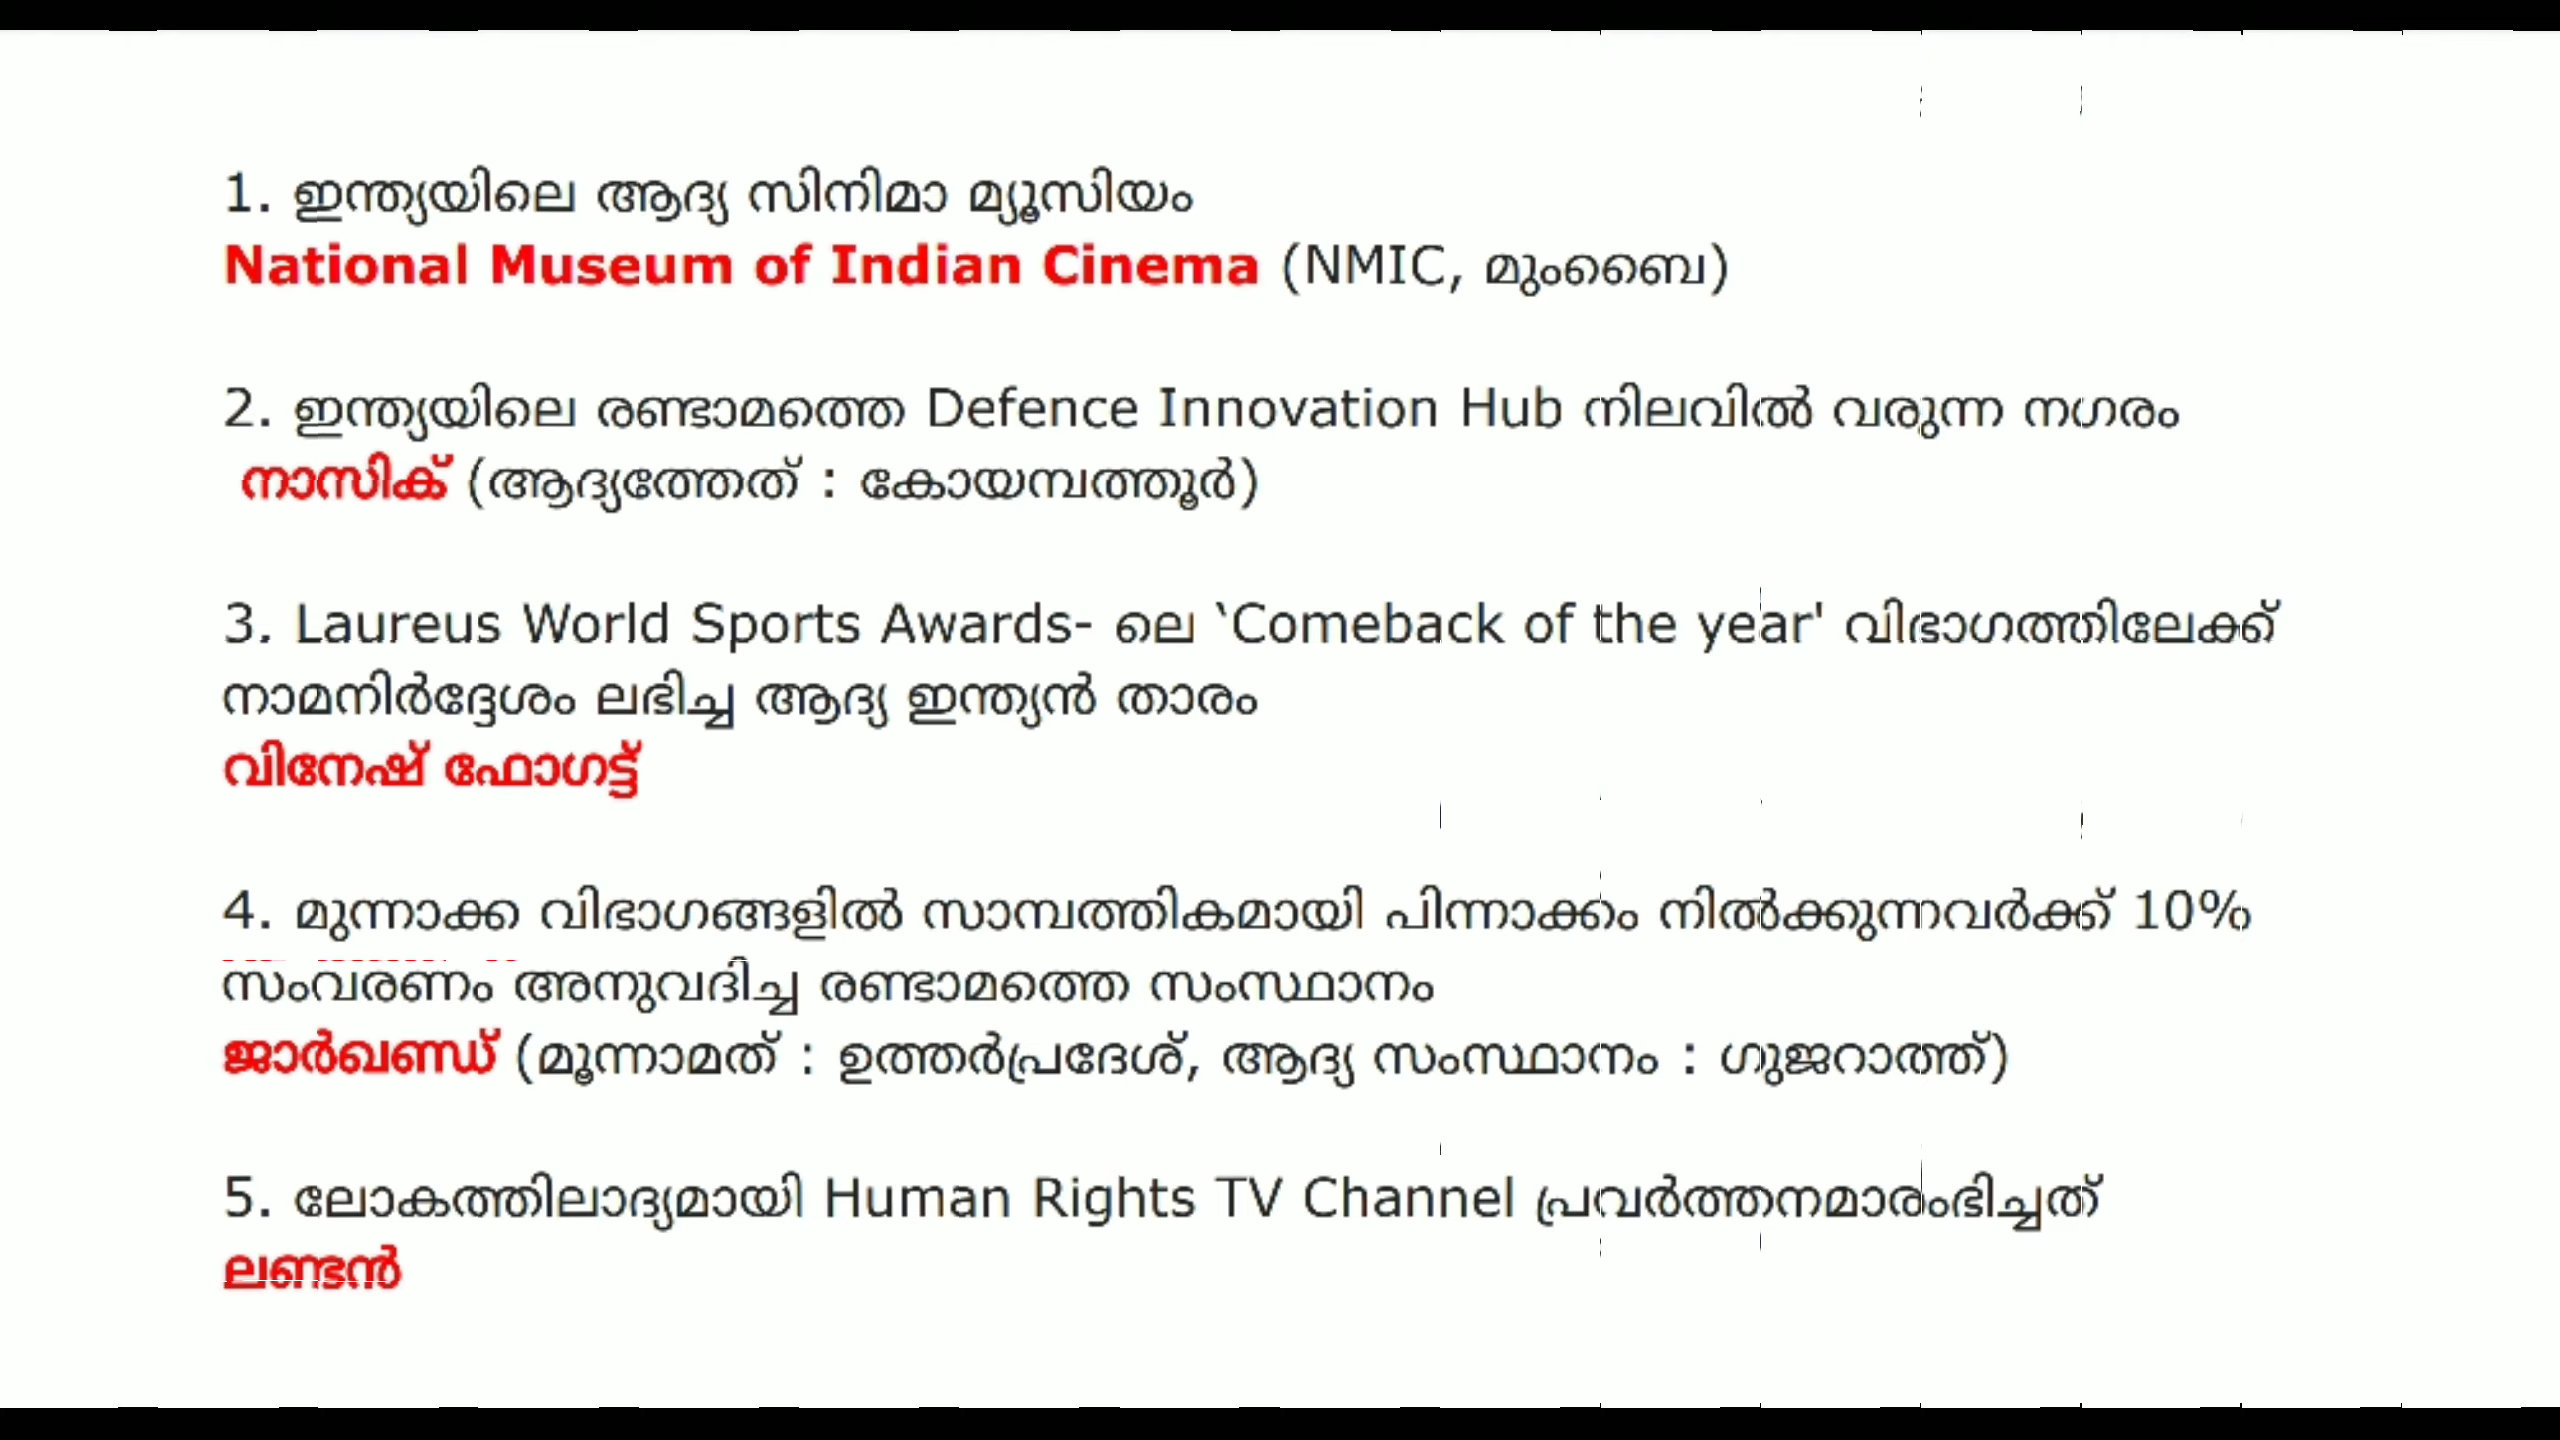 1. ഇന്ത്യയിലെ ആദ്യ സിനിമാ മ്യൂസിയം
National Museum of Indian Cinema (NMIC, മുംബൈ)
2. ഇന്ത്യയിലെ രണ്ടാമത്തെ Defence Innovation Hub നിലവിൽ വരുന്ന നഗരം
നാസിക് (ആദ്യത്തേത് : കോയമ്പത്തൂർ)
3. Laureus World Sports Awards- ലെ ‘Comeback of the year' വിഭാഗത്തിലേക്ക്
നാമനിർദ്ദേശം ലഭിച്ച ആദ്യ ഇന്ത്യൻ താരം
വിനേഷ് ഫോഗട്ട്
4. മുന്നാക്ക വിഭാഗങ്ങളിൽ സാമ്പത്തികമായി പിന്നാക്കം നിൽക്കുന്നവർക്ക് 10%
സംവരണം അനുവദിച്ച രണ്ടാമത്തെ സംസ്ഥാനം
ജാർഖണ്ഡ് (മൂന്നാമത് : ഉത്തർപ്രദേശ്, ആദ്യ സംസ്ഥാനം : ഗുജറാത്ത്)
5. ലോകത്തിലാദ്യമായി Human Rights TV Channel പ്രവർത്തനമാരംഭിച്ചത്
ലണ്ടൻ